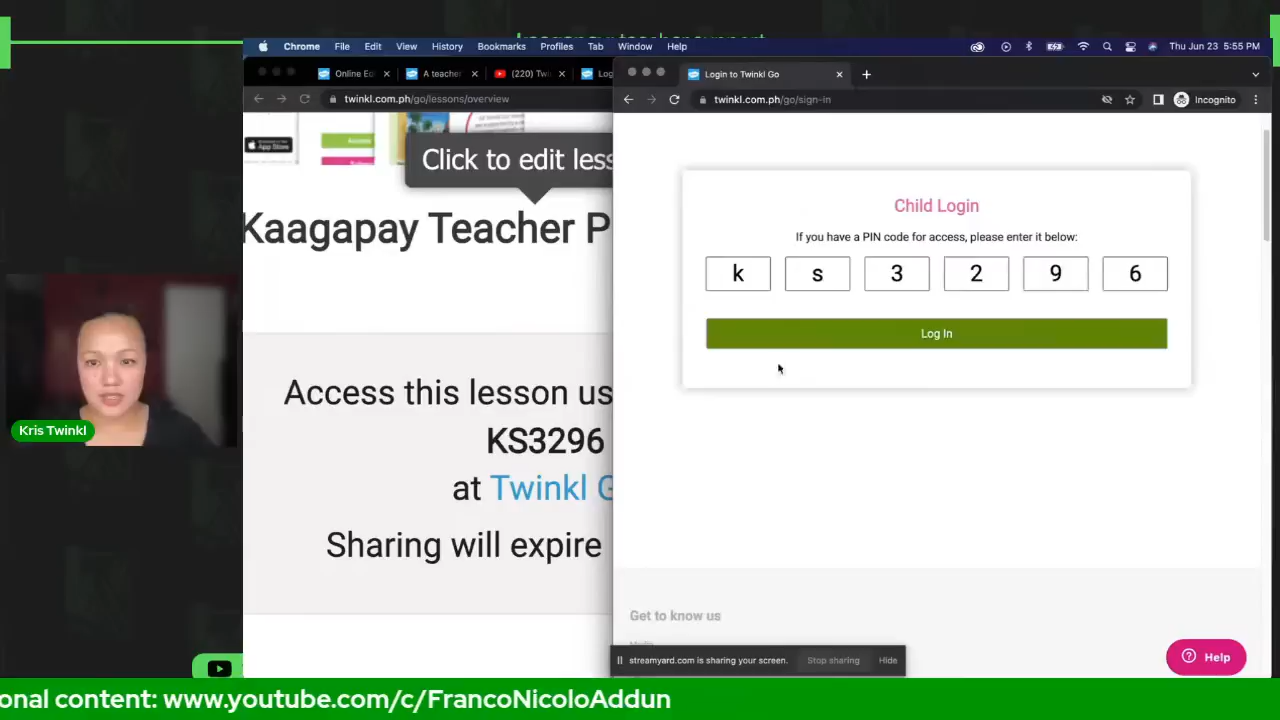 Chrome File Edit View History Bookmarks Profiles Tab Window Help Thu Jun 23 5:55 PM
Online Ed A teacher (220) Twi Log
twinkl.com.ph/go/lessons/overview
App Store
Click to edit less
Kaagapay Teacher P
Access this lesson us
KS3296
at Twinkl G
Sharing will expire
Login to Twinkl Go
twinkl.com.ph/go/sign-in Incognito
Child Login
If you have a PIN code for access, please enter it below:
k s 3 2 9 6
Log In
Get to know us
streamyard.com is sharing your screen. Stop sharing Hide
Help
Kris Twinkl
onal content: www.youtube.com/c/FrancoNicoloAddun